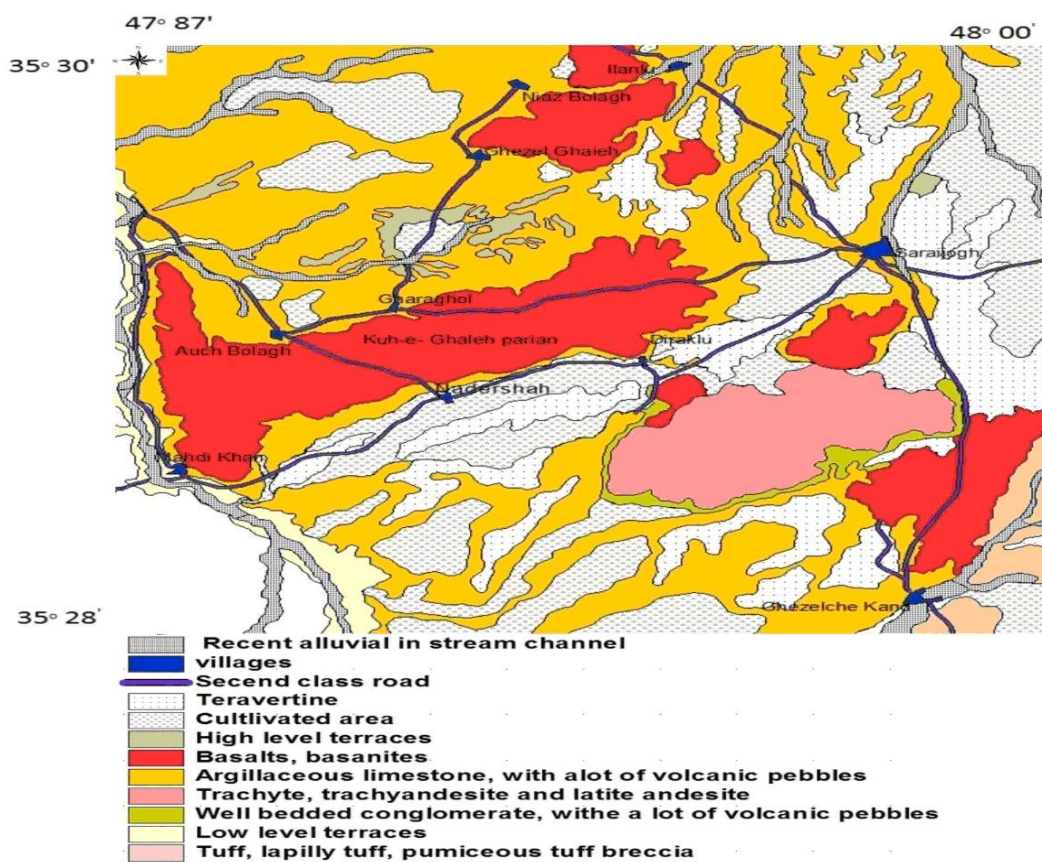 47° 87'
48° 00'
35° 30'
N
Ilanlu
Niaz Bolagh
Ghezel Ghaieh
Saraijogh
Gharaghol
Kuh-e- Ghaleh parian
Diraklu
Auch Bolagh
Nadershah
Mahdi Khan
Ghezelche Kand
35° 28'
Recent alluvial in stream channel
villages
Secend class road
Teravertine
Cultlivated area
High level terraces
Basalts, basanites
Argillaceous limestone, with alot of volcanic pebbles
Trachyte, trachyandesite and latite andesite
Well bedded conglomerate, withe a lot of volcanic pebbles
Low level terraces
Tuff, lapilly tuff, pumiceous tuff breccia